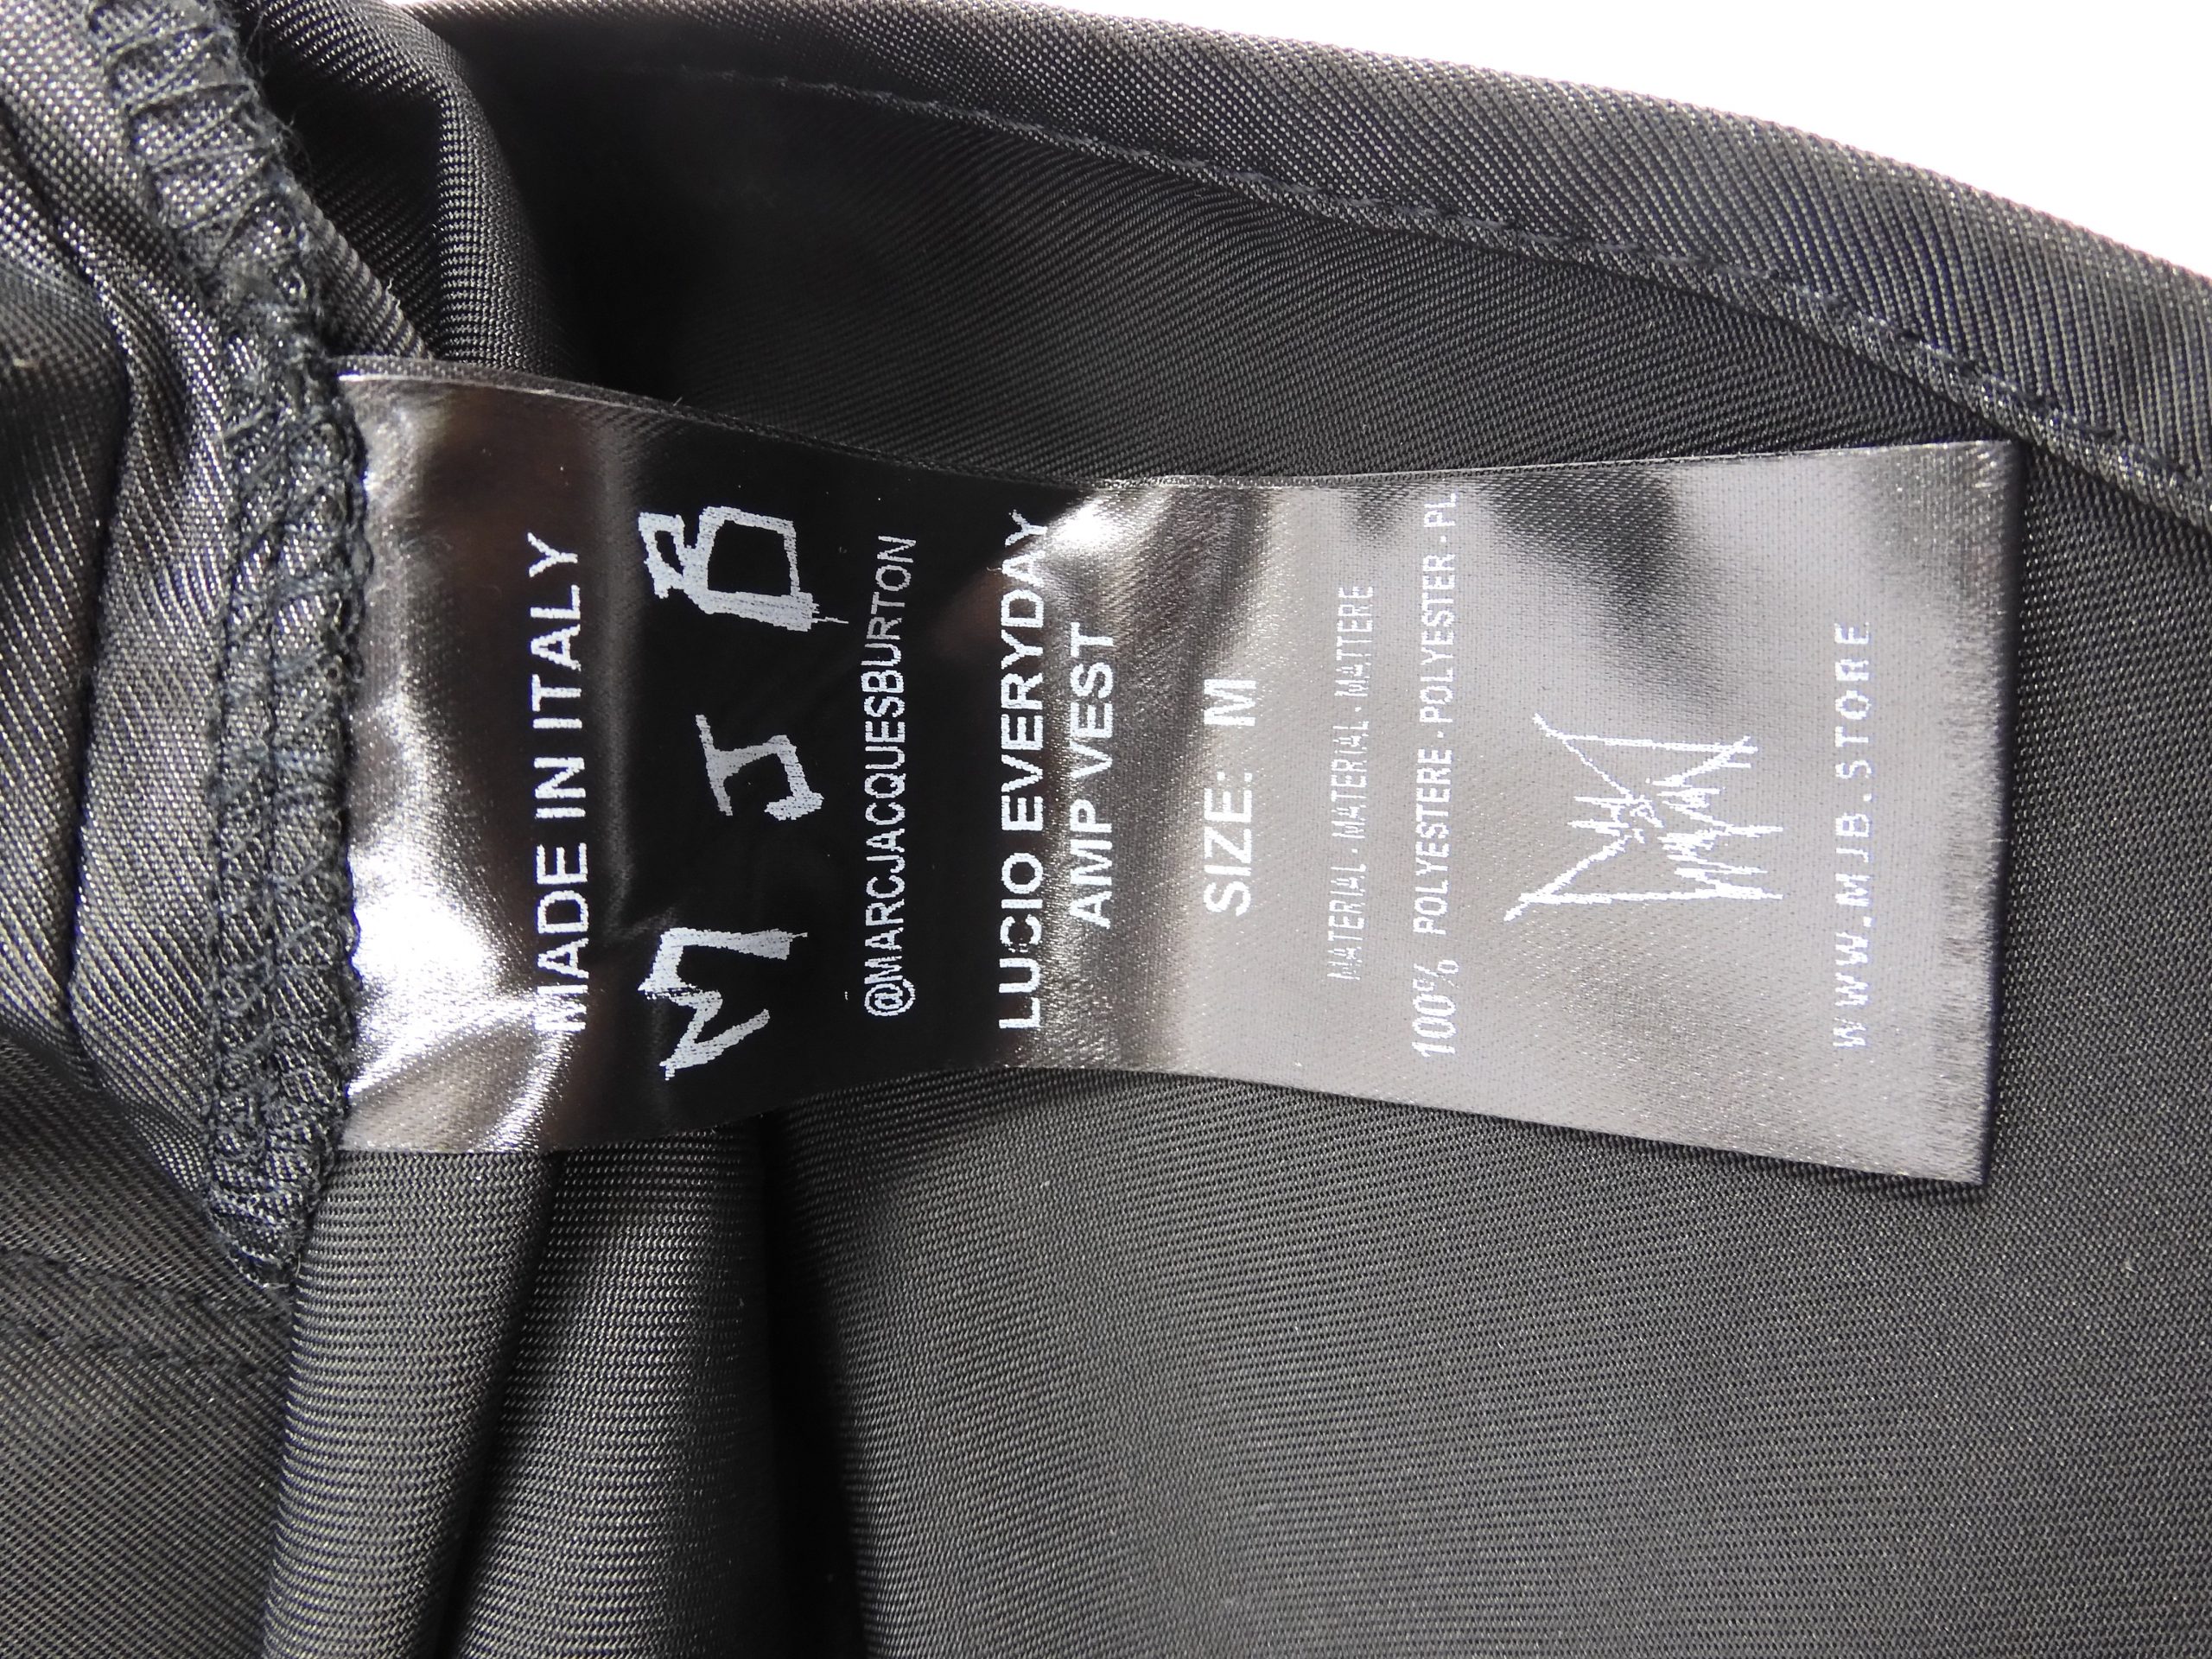 MADE IN ITALY
M J B
@MARCJACQUESBURTON
LUCIO EVERYDAY
AMP VEST
SIZE: M
MATERIAL - MATERIAL - MATTERE
100% POLYESTERE - POLYESTER - PL
WWW.MJB.STORE